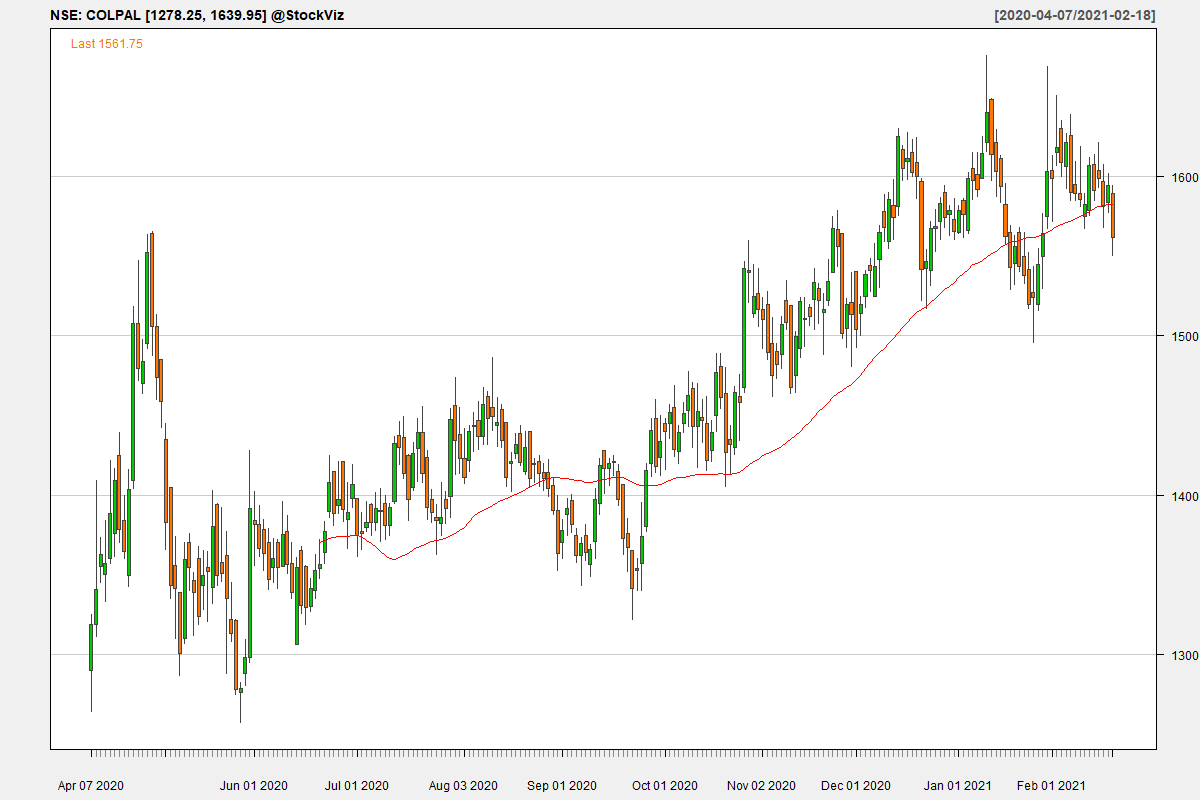 NSE: COLPAL [1278.25, 1639.95] @StockViz
[2020-04-07/2021-02-18]
Last 1561.75
1600
1500
1400
1300
Apr 07 2020
Jun 01 2020
Jul 01 2020
Aug 03 2020
Sep 01 2020
Oct 01 2020
Nov 02 2020
Dec 01 2020
Jan 01 2021
Feb 01 2021